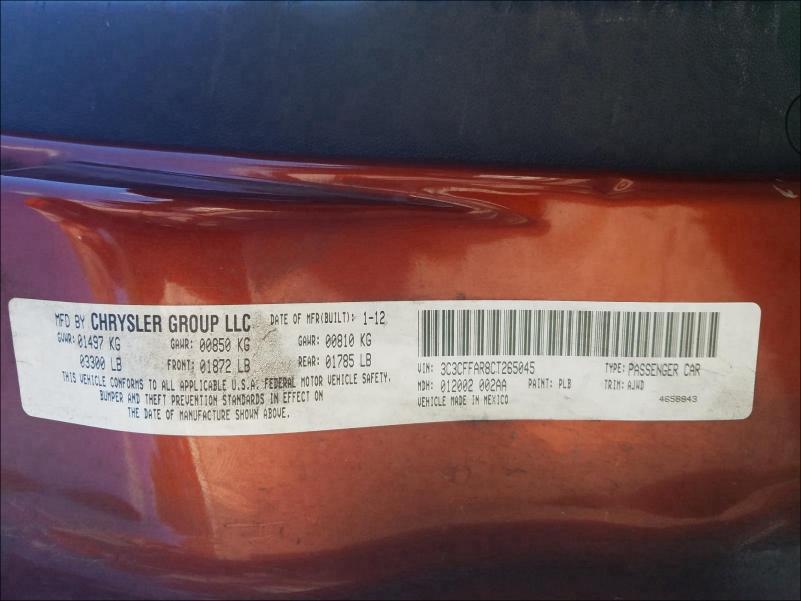 MFD BY CHRYSLER GROUP LLC DATE OF MFR(BUILT): 1-12
GVWR: 01497 KG GAWR: 00850 KG GAWR: 00810 KG
03300 LB FRONT: 01872 LB REAR: 01785 LB
THIS VEHICLE CONFORMS TO ALL APPLICABLE U.S.A. FEDERAL MOTOR VEHICLE SAFETY,
BUMPER AND THEFT PREVENTION STANDARDS IN EFFECT ON
THE DATE OF MANUFACTURE SHOWN ABOVE.
VIN: 3C3CFFAR8CT265045 TYPE: PASSENGER CAR
MDH: 012002 002AA PAINT: PLB TRIM: AJWD
VEHICLE MADE IN MEXICO 4658843